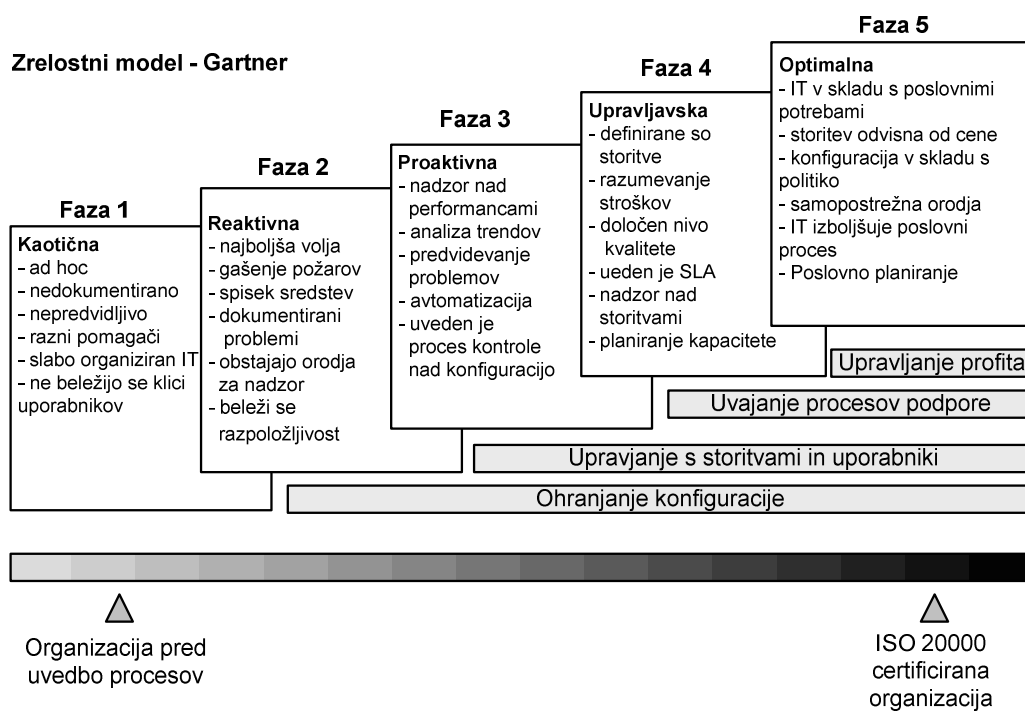 Zrelostni model - Gartner
Faza 1
Kaotična
- ad hoc
- nedokumentirano
- nepredvidljivo
- razni pomagači
- slabo organiziran IT
- ne beležijo se klici
uporabnikov
Faza 2
Reaktivna
- najboljša volja
- gašenje požarov
- spisek sredstev
- dokumentirani
problemi
- obstajajo orodja
za nadzor
- beleži se
razpoložljivost
Faza 3
Proaktivna
- nadzor nad
performancami
- analiza trendov
- predvidevanje
problemov
- avtomatizacija
- uveden je
proces kontrole
nad konfiguracijo
Faza 4
Upravljavska
- definirane so
storitve
- razumevanje
stroškov
- določen nivo
kvalitete
- ueden je SLA
- nadzor nad
storitvami
- planiranje kapacitete
Faza 5
Optimalna
- IT v skladu s poslovnimi
potrebami
- storitev odvisna od cene
- konfiguracija v skladu s
politiko
- samopostrežna orodja
- IT izboljšuje poslovni
proces
- Poslovno planiranje
Upravljanje profita
Uvajanje procesov podpore
Upravjanje s storitvami in uporabniki
Ohranjanje konfiguracije
Organizacija pred
uvedbo procesov
ISO 20000
certificirana
organizacija